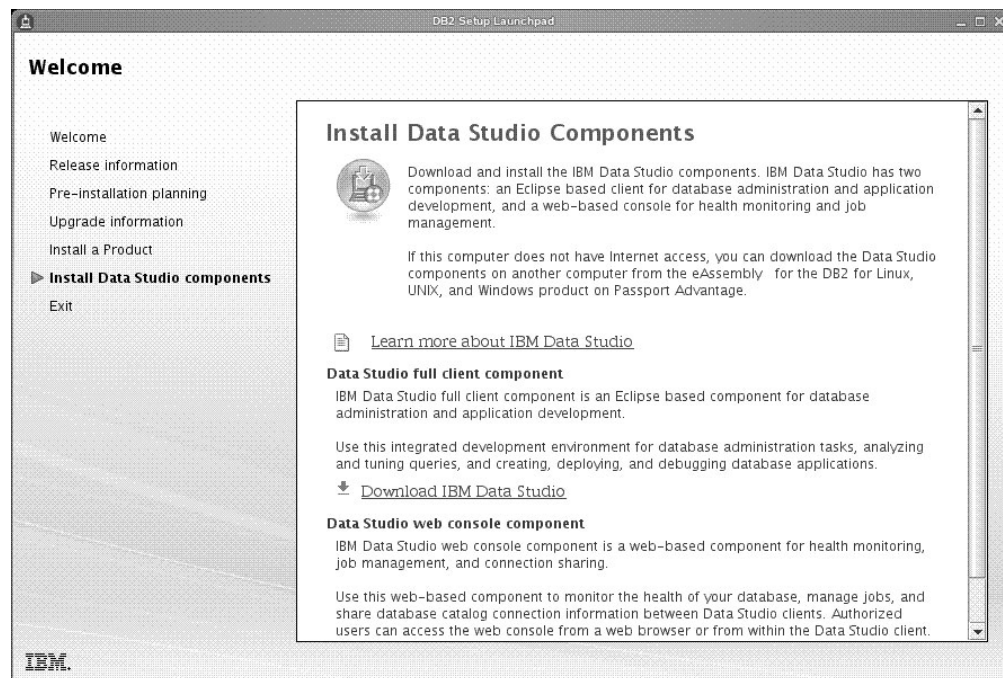 DB2 Setup Launchpad
Welcome
Welcome
Release information
Pre-installation planning
Upgrade information
Install a Product
Install Data Studio components
Exit
Install Data Studio Components
Download and install the IBM Data Studio components. IBM Data Studio has two
components: an Eclipse based client for database administration and application
development, and a web-based console for health monitoring and job
management.
If this computer does not have Internet access, you can download the Data Studio
components on another computer from the eAssembly for the DB2 for Linux,
UNIX, and Windows product on Passport Advantage.
Learn more about IBM Data Studio
Data Studio full client component
IBM Data Studio full client component is an Eclipse based component for database
administration and application development.
Use this integrated development environment for database administration tasks, analyzing
and tuning queries, and creating, deploying, and debugging database applications.
Download IBM Data Studio
Data Studio web console component
IBM Data Studio web console component is a web-based component for health monitoring,
job management, and connection sharing.
Use this web-based component to monitor the health of your database, manage jobs, and
share database catalog connection information between Data Studio clients. Authorized
users can access the web console from a web browser or from within the Data Studio client.
IBM.